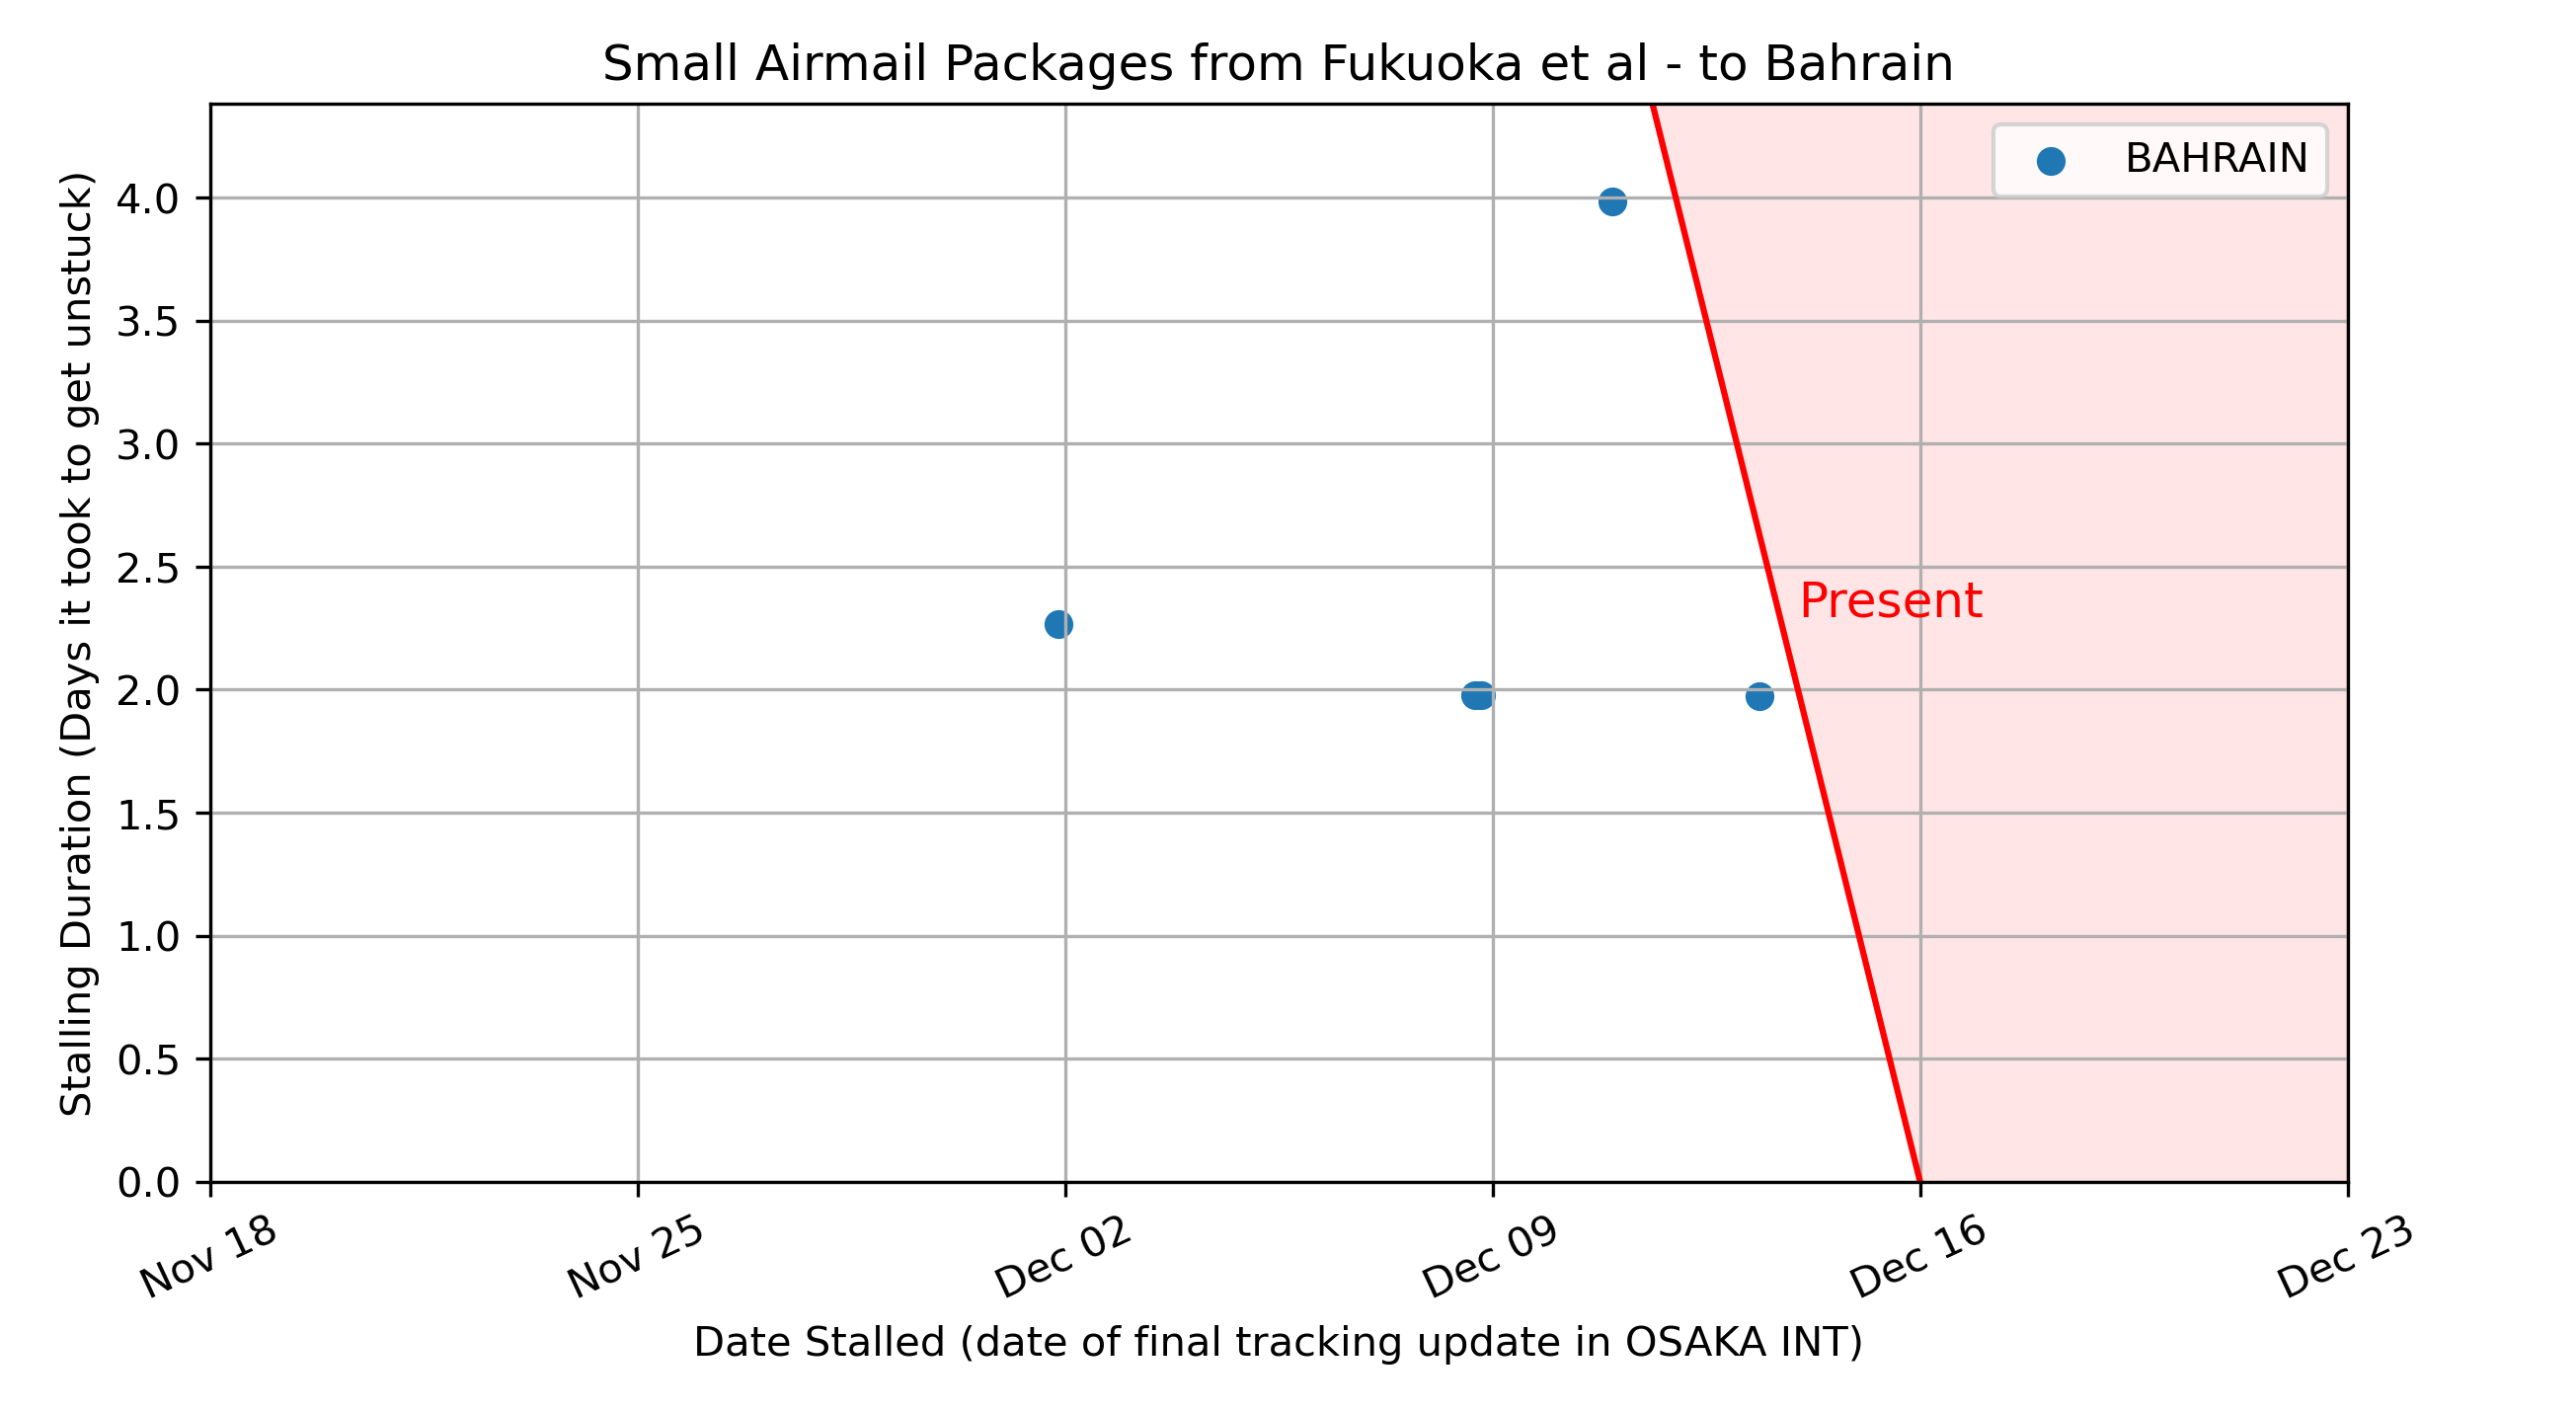 Small Airmail Packages from Fukuoka et al - to Bahrain
BAHRAIN
Stalling Duration (Days it took to get unstuck)
4.0
3.5
3.0
2.5
2.0
1.5
1.0
0.5
0.0
Present
Nov 18
Nov 25
Dec 02
Dec 09
Dec 16
Dec 23
Date Stalled (date of final tracking update in OSAKA INT)